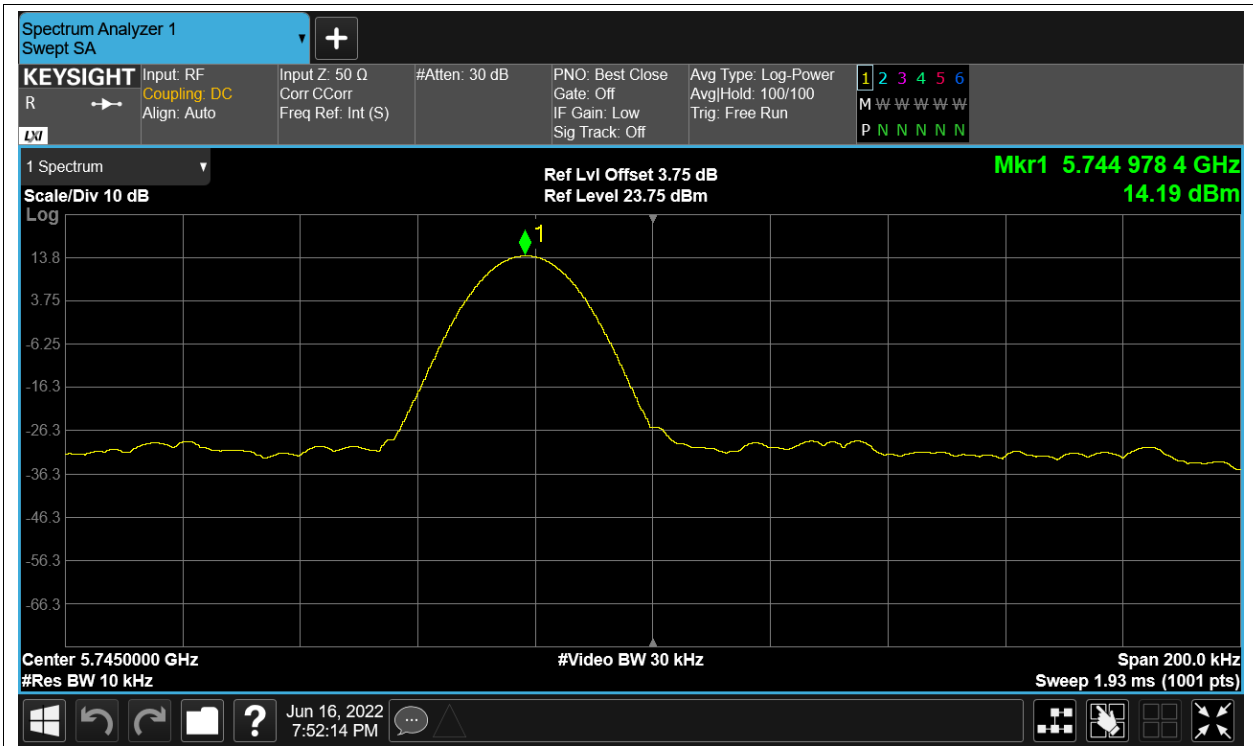 Spectrum Analyzer 1
Swept SA
KEYSIGHT
R
LXI
Input: RF
Coupling: DC
Align: Auto
Input Z: 50 Ω
Corr CCorr
Freq Ref: Int (S)
#Atten: 30 dB
PNO: Best Close
Gate: Off
IF Gain: Low
Sig Track: Off
Avg Type: Log-Power
Avg|Hold: 100/100
Trig: Free Run
1 2 3 4 5 6
M W W W W W
P N N N N N
1 Spectrum
Scale/Div 10 dB
Ref Lvl Offset 3.75 dB
Ref Level 23.75 dBm
Mkr1 5.744 978 4 GHz
14.19 dBm
Log
1
13.8
3.75
-6.25
-16.3
-26.3
-36.3
-46.3
-56.3
-66.3
Center 5.7450000 GHz
#Video BW 30 kHz
Span 200.0 kHz
#Res BW 10 kHz
Sweep 1.93 ms (1001 pts)
?
Jun 16, 2022
7:52:14 PM